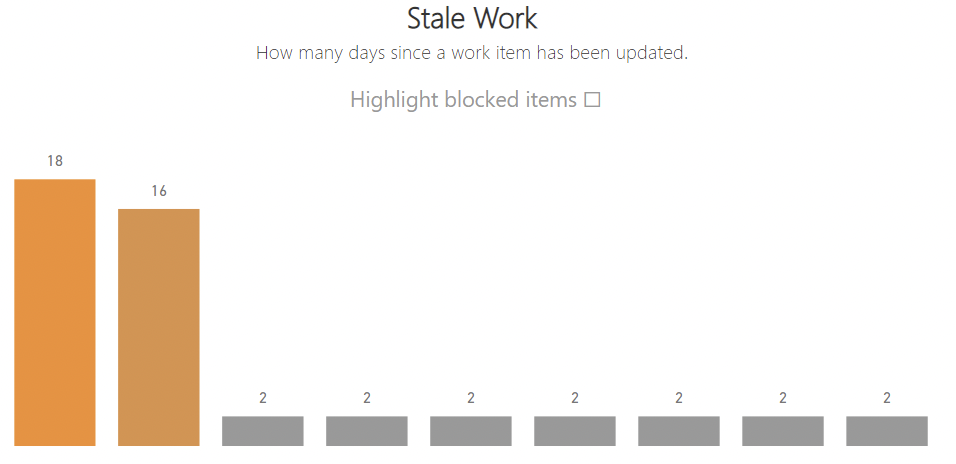 Stale Work
How many days since a work item has been updated.
Highlight blocked items ☐
18
16
2 2 2 2 2 2 2